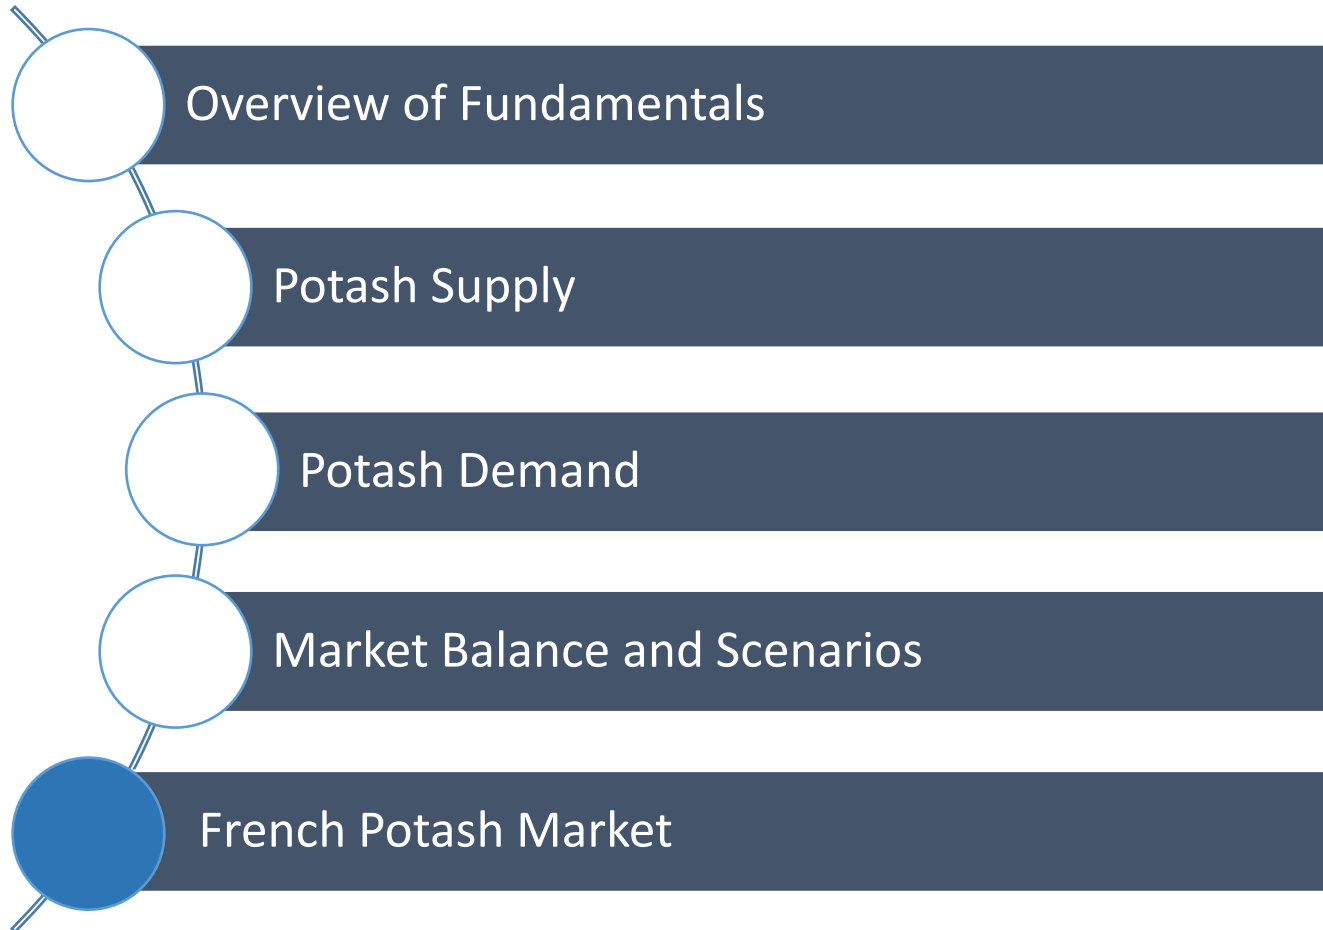 Overview of Fundamentals
Potash Supply
Potash Demand
Market Balance and Scenarios
French Potash Market